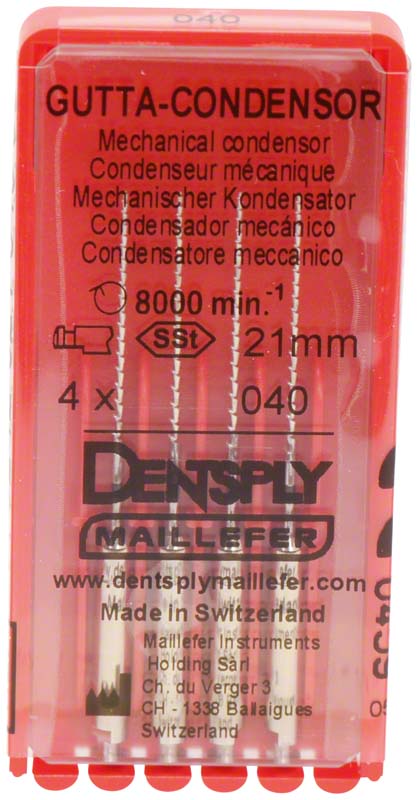 040
GUTTA-CONDENSOR
Mechanical condensor
Condenseur mécanique
Mechanischer Kondensator
Condensador mecánico
Condensatore meccanico
8000 min.⁻¹
SSt 21mm
4 x 040
DENTSPLY
MAILLEFER
www.dentsplymaillefer.com
Made in Switzerland
Maillefer Instruments
Holding Sàrl
Ch. du Verger 3
CH - 1338 Ballaigues
Switzerland